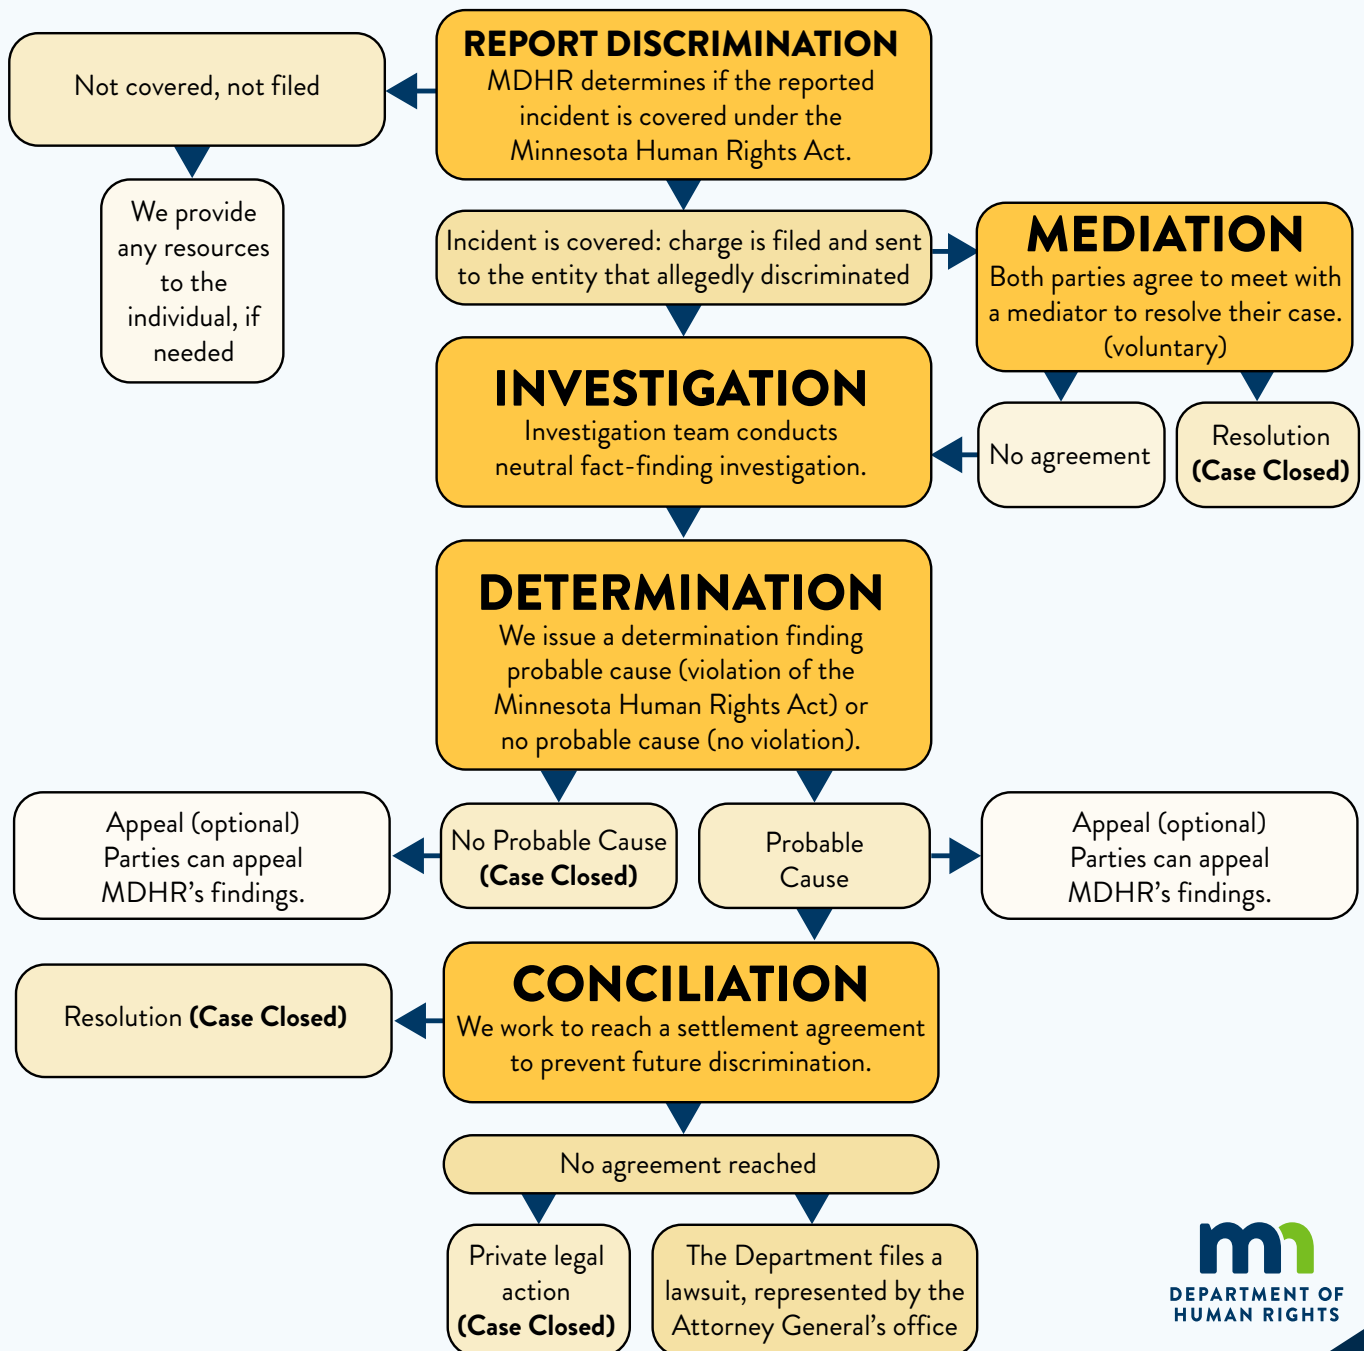 REPORT DISCRIMINATION
MDHR determines if the reported
incident is covered under the
Minnesota Human Rights Act.
Not covered, not filed
We provide
any resources
to the
individual, if
needed
Incident is covered: charge is filed and sent
to the entity that allegedly discriminated
MEDIATION
Both parties agree to meet with
a mediator to resolve their case.
(voluntary)
No agreement
Resolution
(Case Closed)
INVESTIGATION
Investigation team conducts
neutral fact-finding investigation.
DETERMINATION
We issue a determination finding
probable cause (violation of the
Minnesota Human Rights Act) or
no probable cause (no violation).
Appeal (optional)
Parties can appeal
MDHR's findings.
No Probable Cause
(Case Closed)
Probable
Cause
Appeal (optional)
Parties can appeal
MDHR's findings.
CONCILIATION
We work to reach a settlement agreement
to prevent future discrimination.
Resolution (Case Closed)
No agreement reached
Private legal
action
(Case Closed)
The Department files a
lawsuit, represented by the
Attorney General's office
mn
DEPARTMENT OF
HUMAN RIGHTS